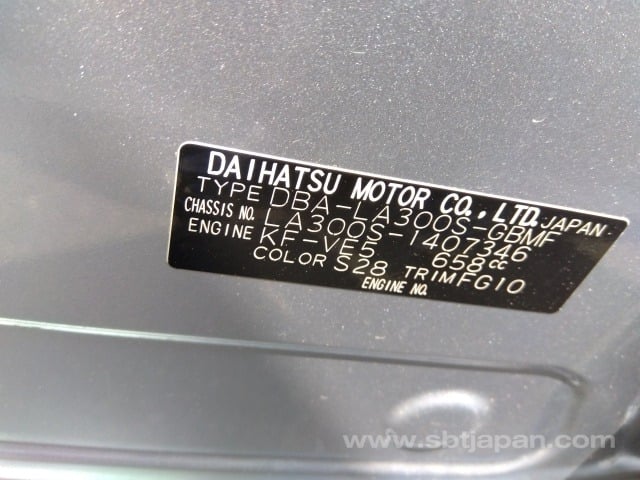 DAIHATSU MOTOR CO., LTD. JAPAN
TYPE DBA-LA300S-GBMF
CHASSIS NO. LA300S-1407346
ENGINE KF-VE5 658cc
COLOR S28 TRIM FG10
ENGINE NO.
www.sbtjapan.com